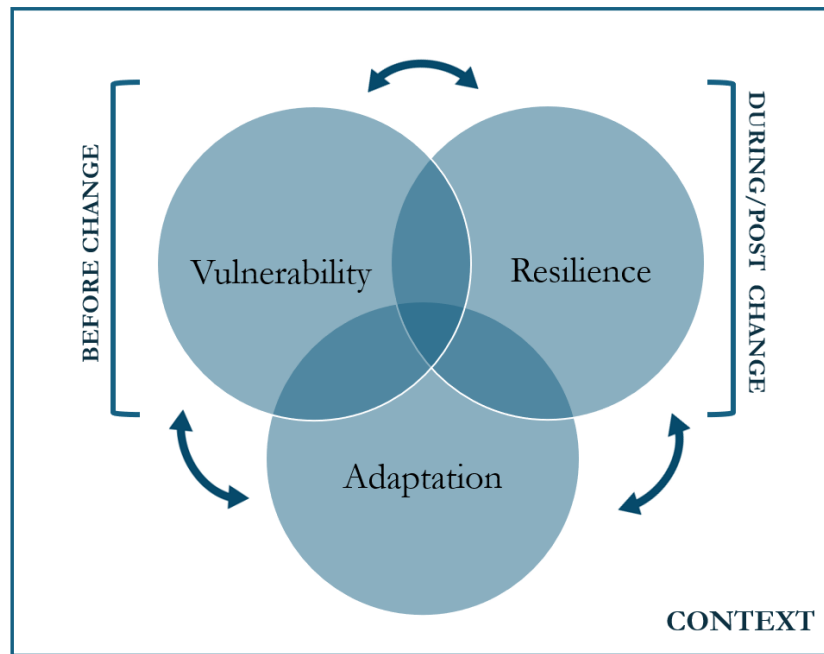 BEFORE CHANGE
Vulnerability
Resilience
DURING/POST CHANGE
Adaptation
CONTEXT